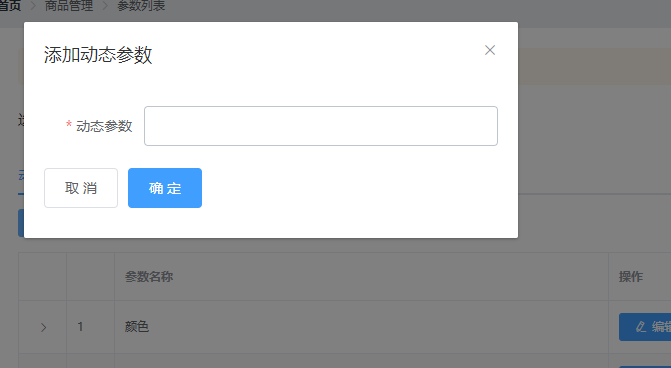 首页 商品管理 参数列表
添加动态参数
* 动态参数
取 消 确 定
参数名称 操作
1 颜色 编辑